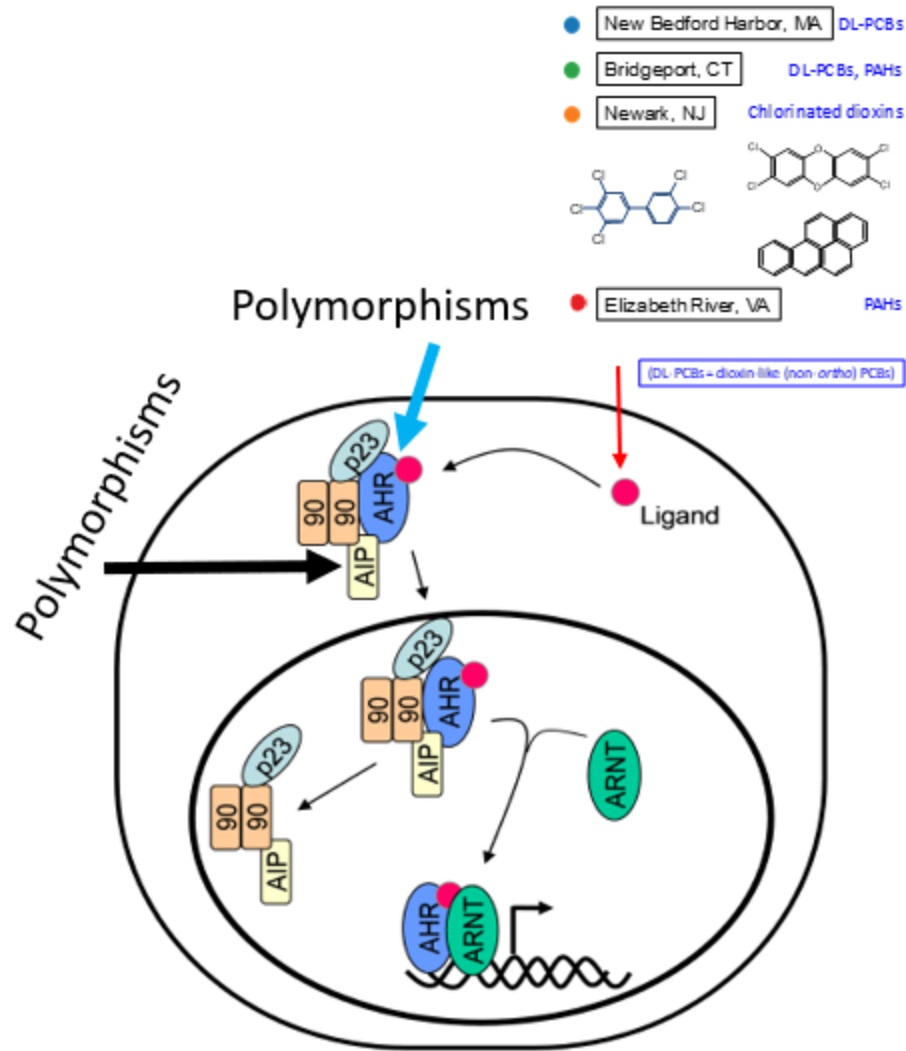 New Bedford Harbor, MA DL-PCBs
Bridgeport, CT DL-PCBs, PAHs
Newark, NJ Chlorinated dioxins
Cl O Cl
Cl O Cl
Cl Cl
Cl Cl
Cl
Elizabeth River, VA PAHs
(DL-PCBs = dioxin-like (non-ortho) PCBs)
Polymorphisms
Polymorphisms
p23
90 90 AHR
AIP
Ligand
p23
90 90 AHR
AIP
p23
90 90
AIP
ARNT
AHR ARNT